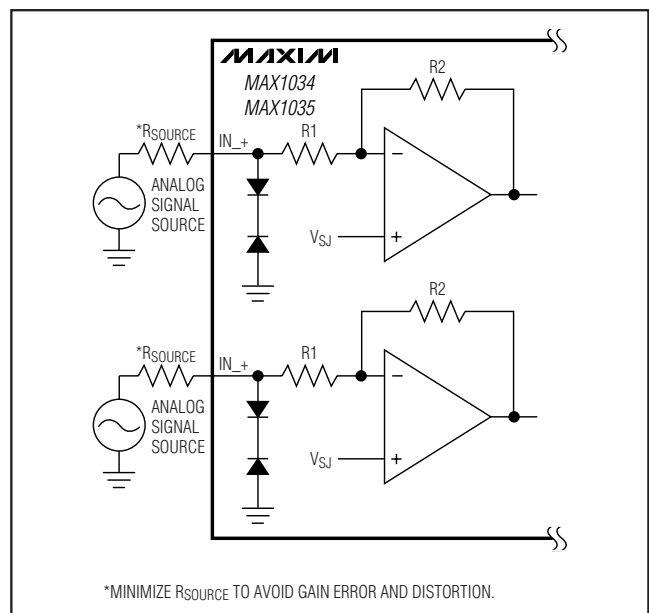 MAXIM
MAX1034
MAX1035
R2
*RSOURCE
IN_+
R1
−
ANALOG
SIGNAL
SOURCE
VSJ
+
R2
*RSOURCE
IN_+
R1
−
ANALOG
SIGNAL
SOURCE
VSJ
+
*MINIMIZE RSOURCE TO AVOID GAIN ERROR AND DISTORTION.